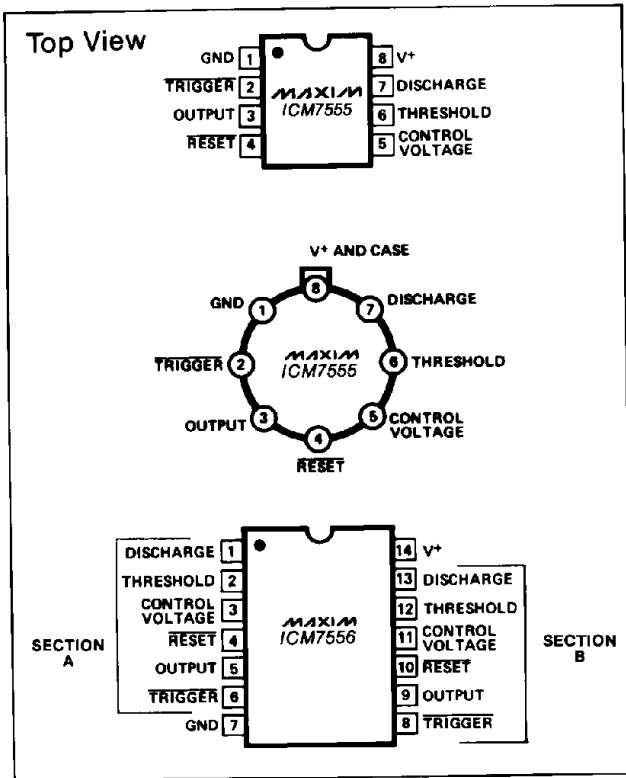 Top View
GND 1
TRIGGER 2
OUTPUT 3
RESET 4
MAXIM
ICM7555
8 V+
7 DISCHARGE
6 THRESHOLD
5 CONTROL
VOLTAGE
V+ AND CASE
8
GND 1
7 DISCHARGE
TRIGGER 2
MAXIM
ICM7555
6 THRESHOLD
OUTPUT 3
5 CONTROL
VOLTAGE
4
RESET
SECTION
A
DISCHARGE 1
THRESHOLD 2
CONTROL
VOLTAGE 3
RESET 4
OUTPUT 5
TRIGGER 6
GND 7
MAXIM
ICM7556
14 V+
13 DISCHARGE
12 THRESHOLD
11 CONTROL
VOLTAGE
10 RESET
9 OUTPUT
8 TRIGGER
SECTION
B